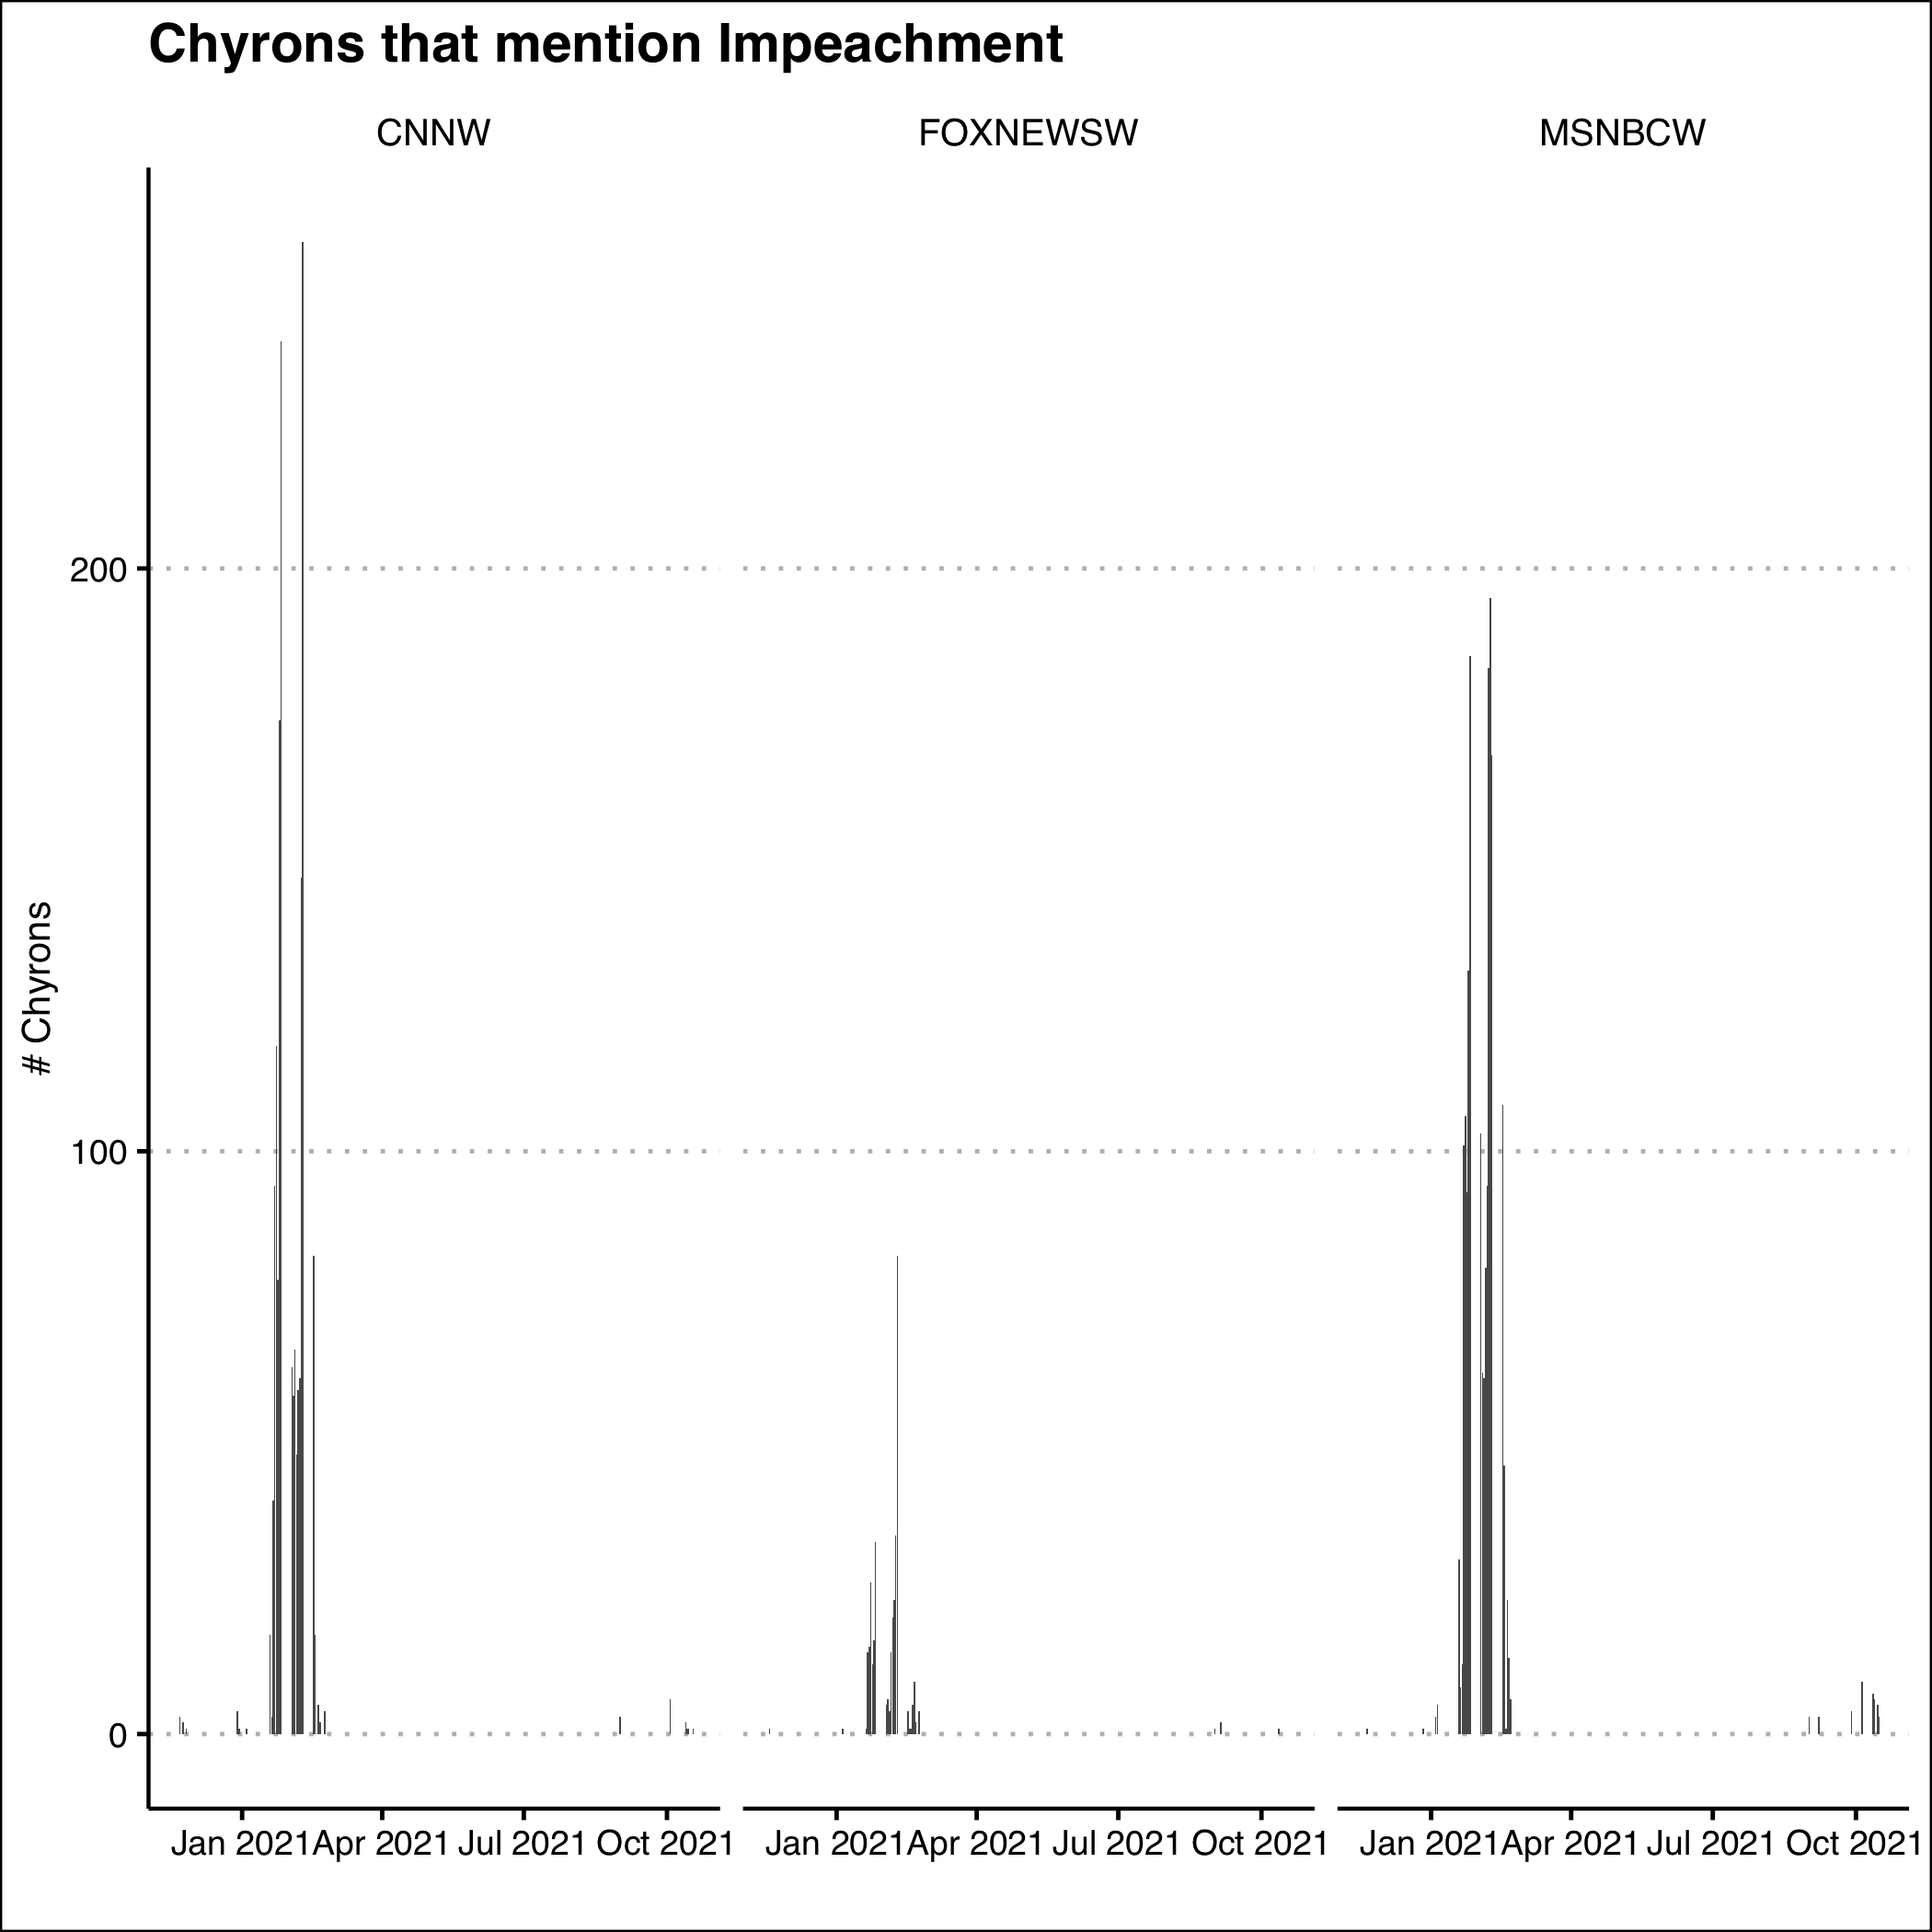 Chyrons that mention Impeachment
CNNW FOXNEWSW MSNBCW
# Chyrons
200
100
0
Jan 2021 Apr 2021 Jul 2021 Oct 2021 Jan 2021 Apr 2021 Jul 2021 Oct 2021 Jan 2021 Apr 2021 Jul 2021 Oct 2021